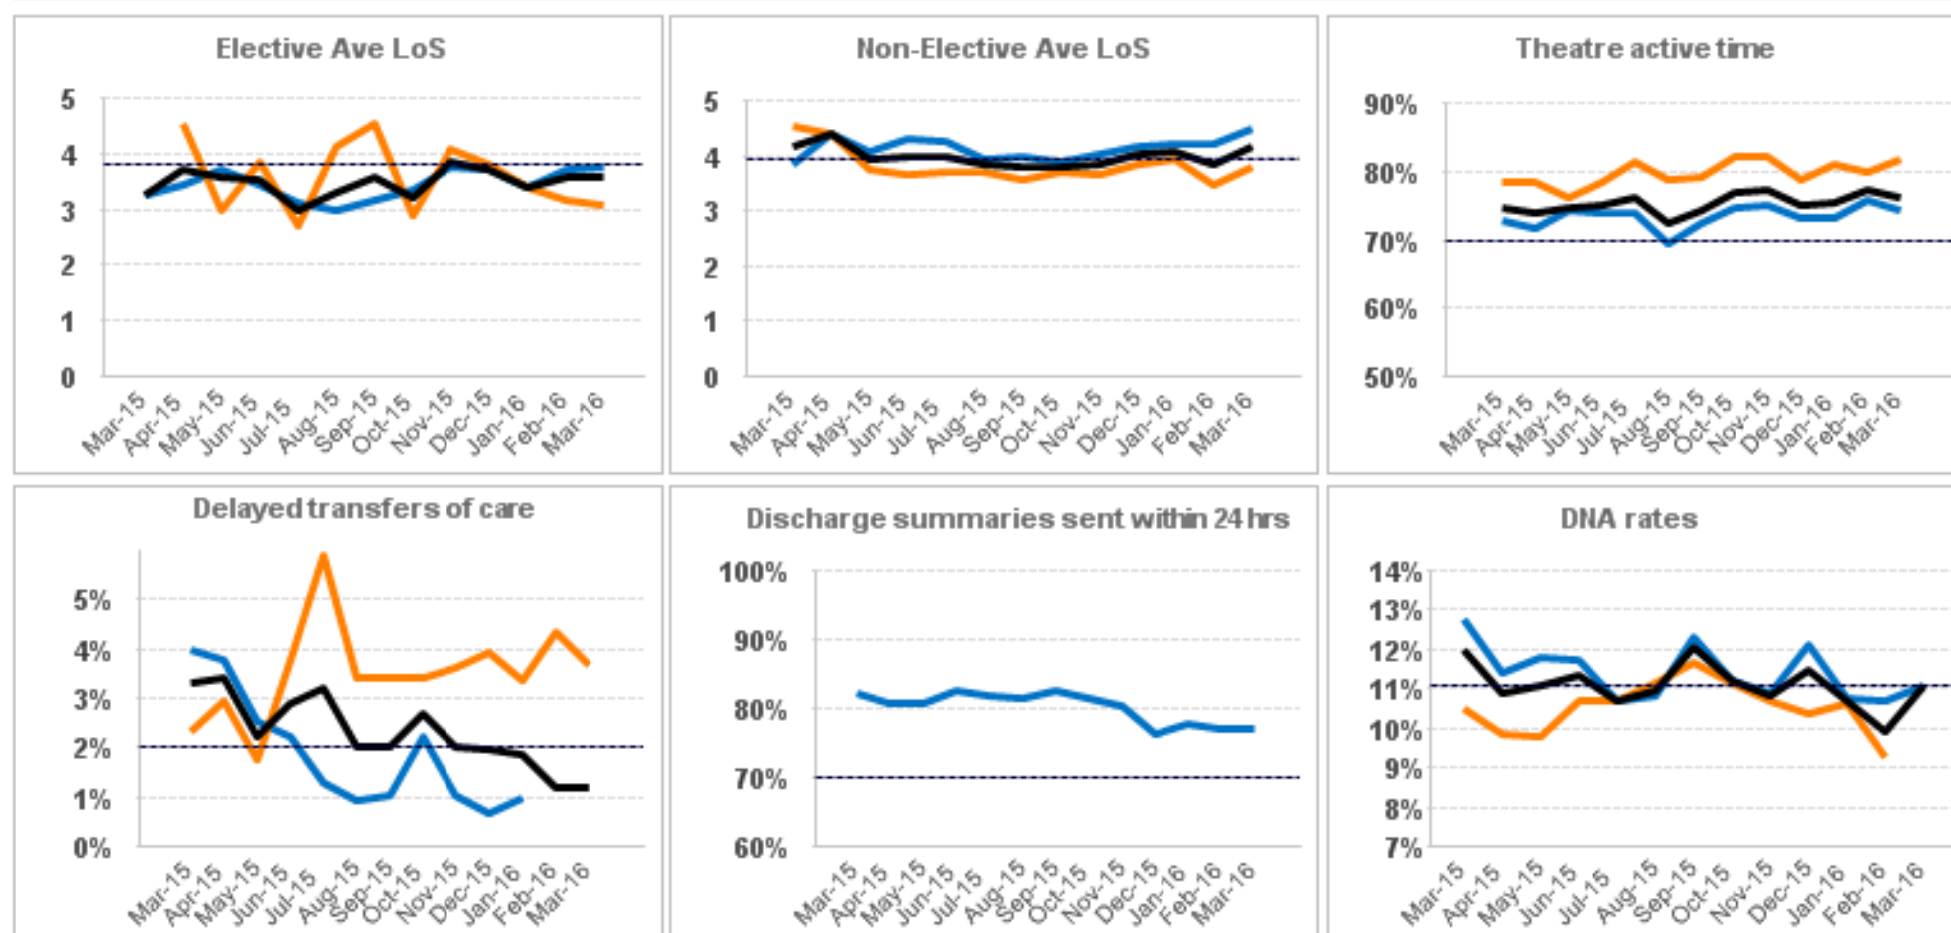 Elective Ave LoS
5
4
3
2
1
0
Mar-15
Apr-15
May-15
Jun-15
Jul-15
Aug-15
Sep-15
Oct-15
Nov-15
Dec-15
Jan-16
Feb-16
Mar-16
Non-Elective Ave LoS
5
4
3
2
1
0
Mar-15
Apr-15
May-15
Jun-15
Jul-15
Aug-15
Sep-15
Oct-15
Nov-15
Dec-15
Jan-16
Feb-16
Mar-16
Theatre active time
90%
80%
70%
60%
50%
Mar-15
Apr-15
May-15
Jun-15
Jul-15
Aug-15
Sep-15
Oct-15
Nov-15
Dec-15
Jan-16
Feb-16
Mar-16
Delayed transfers of care
5%
4%
3%
2%
1%
0%
Mar-15
Apr-15
May-15
Jun-15
Jul-15
Aug-15
Sep-15
Oct-15
Nov-15
Dec-15
Jan-16
Feb-16
Mar-16
Discharge summaries sent within 24 hrs
100%
90%
80%
70%
60%
Mar-15
Apr-15
May-15
Jun-15
Jul-15
Aug-15
Sep-15
Oct-15
Nov-15
Dec-15
Jan-16
Feb-16
Mar-16
DNA rates
14%
13%
12%
11%
10%
9%
8%
7%
Mar-15
Apr-15
May-15
Jun-15
Jul-15
Aug-15
Sep-15
Oct-15
Nov-15
Dec-15
Jan-16
Feb-16
Mar-16